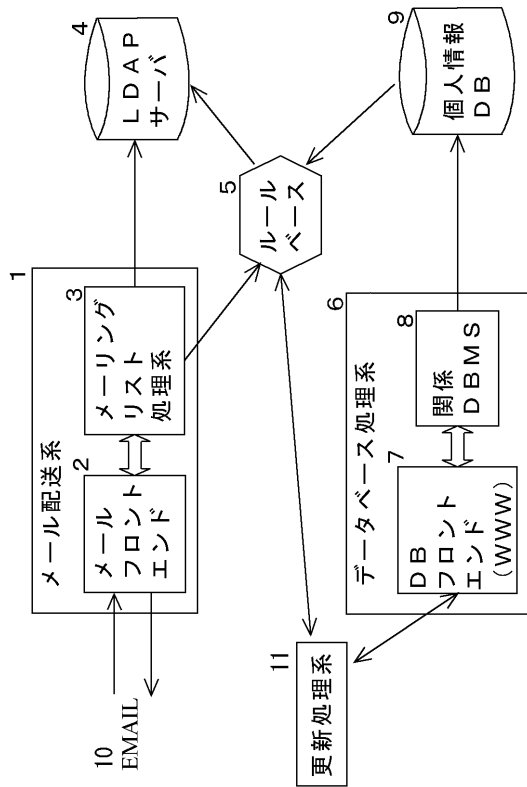 10
EMAIL
1
メール配送系
2
メール
フロント
エンド
3
メーリング
リスト
処理系
4
LDAP
サーバ
5
ルール
ベース
11
更新処理系
6
データベース処理系
7
DB
フロント
エンド
(WWW)
8
関係
DBMS
9
個人情報
DB